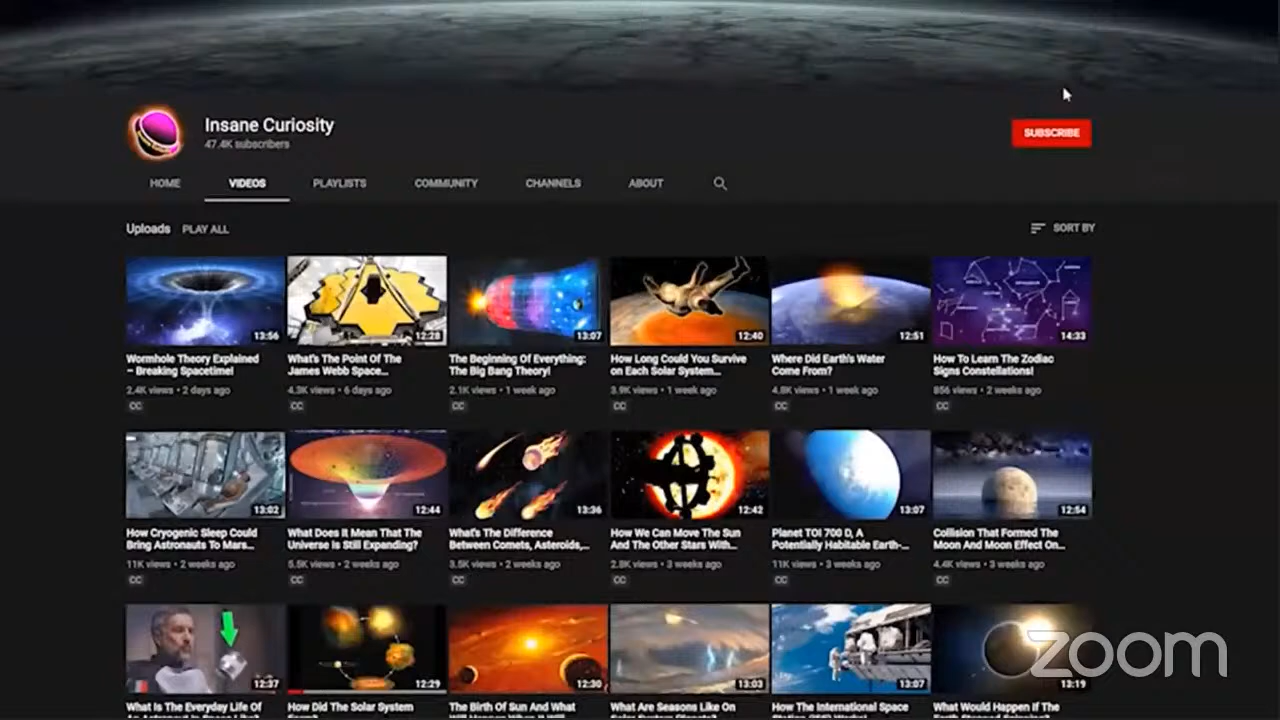 Insane Curiosity
47.4K subscribers
SUBSCRIBE
HOME VIDEOS PLAYLISTS COMMUNITY CHANNELS ABOUT
Uploads PLAY ALL SORT BY
13:56 12:28 13:07 12:40 12:51 14:33
Wormhole Theory Explained
– Breaking Spacetime!
2.4K views • 2 days ago
CC
What's The Point Of The
James Webb Space...
4.3K views • 6 days ago
CC
The Beginning Of Everything:
The Big Bang Theory!
2.1K views • 1 week ago
CC
How Long Could You Survive
on Each Solar System...
3.9K views • 1 week ago
CC
Where Did Earth's Water
Come From?
4.8K views • 1 week ago
CC
How To Learn The Zodiac
Signs Constellations!
856 views • 2 weeks ago
CC
13:02 12:44 13:36 12:42 13:07 12:54
How Cryogenic Sleep Could
Bring Astronauts To Mars...
11K views • 2 weeks ago
CC
What Does It Mean That The
Universe Is Still Expanding?
5.5K views • 2 weeks ago
CC
What's The Difference
Between Comets, Asteroids,...
3.5K views • 2 weeks ago
CC
How We Can Move The Sun
And The Other Stars With...
2.8K views • 3 weeks ago
CC
Planet TOI 700 D, A
Potentially Habitable Earth-...
11K views • 3 weeks ago
CC
Collision That Formed The
Moon And Moon Effect On...
4.4K views • 3 weeks ago
CC
12:37 12:29 12:30 13:03 13:07 13:19
What Is The Everyday Life Of
How Did The Solar System
The Birth Of Sun And What
What Are Seasons Like On
How The International Space
What Would Happen If The
zoom